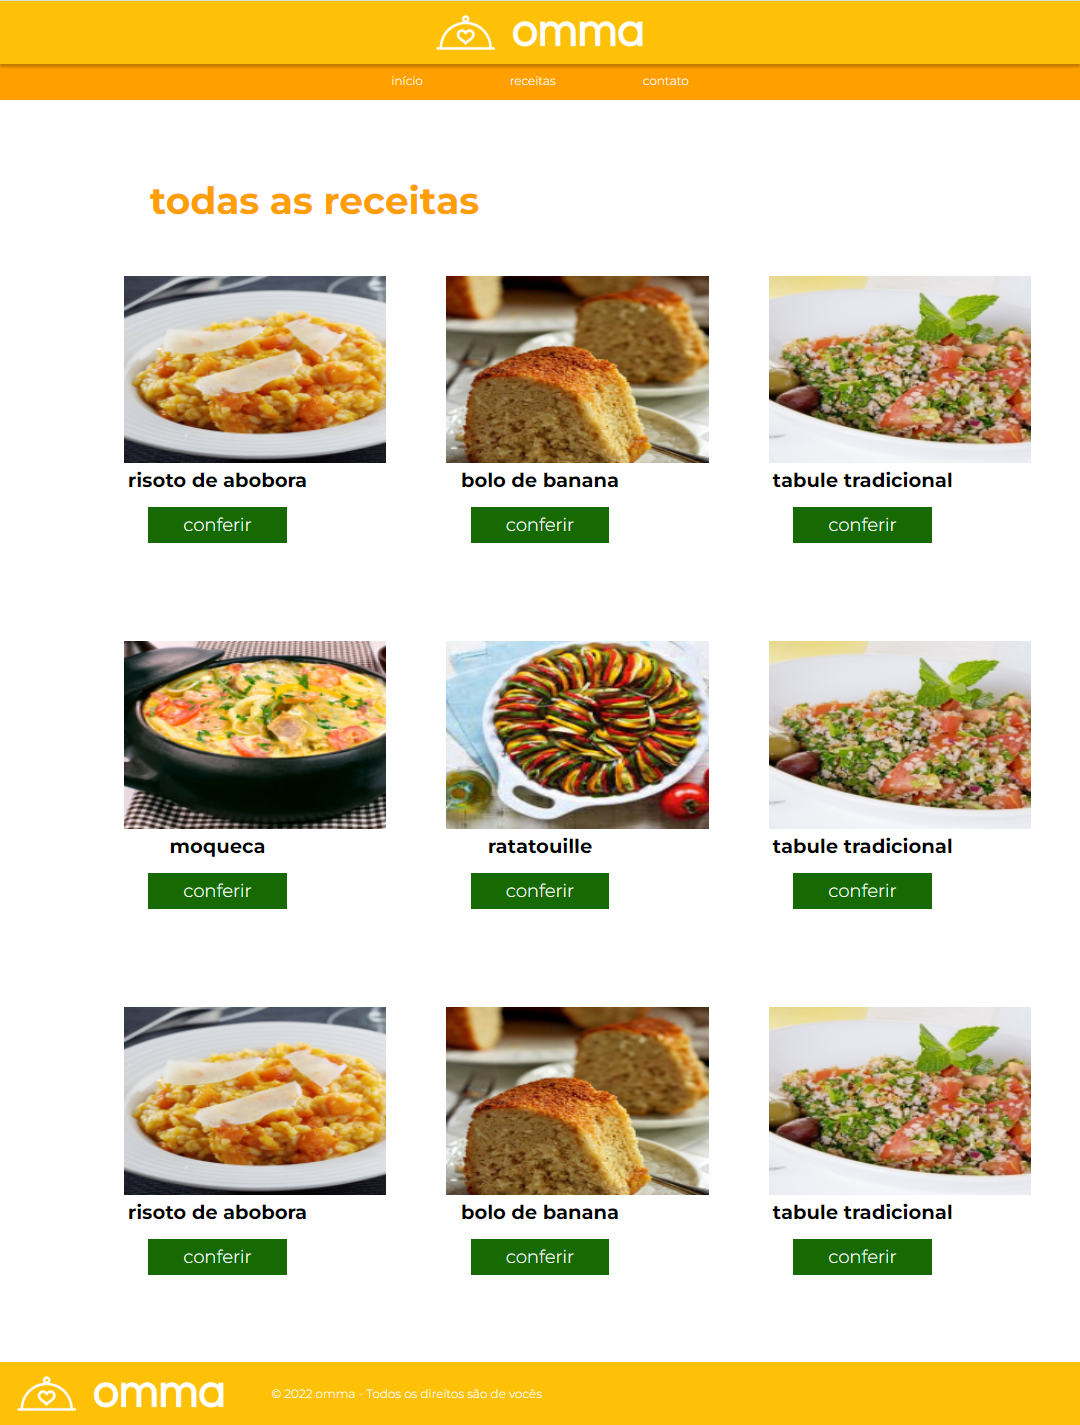 omma
início receitas contato
todas as receitas
risoto de abobora bolo de banana tabule tradicional
conferir conferir conferir
moqueca ratatouille tabule tradicional
conferir conferir conferir
risoto de abobora bolo de banana tabule tradicional
conferir conferir conferir
omma © 2022 omma - Todos os direitos são de vocês